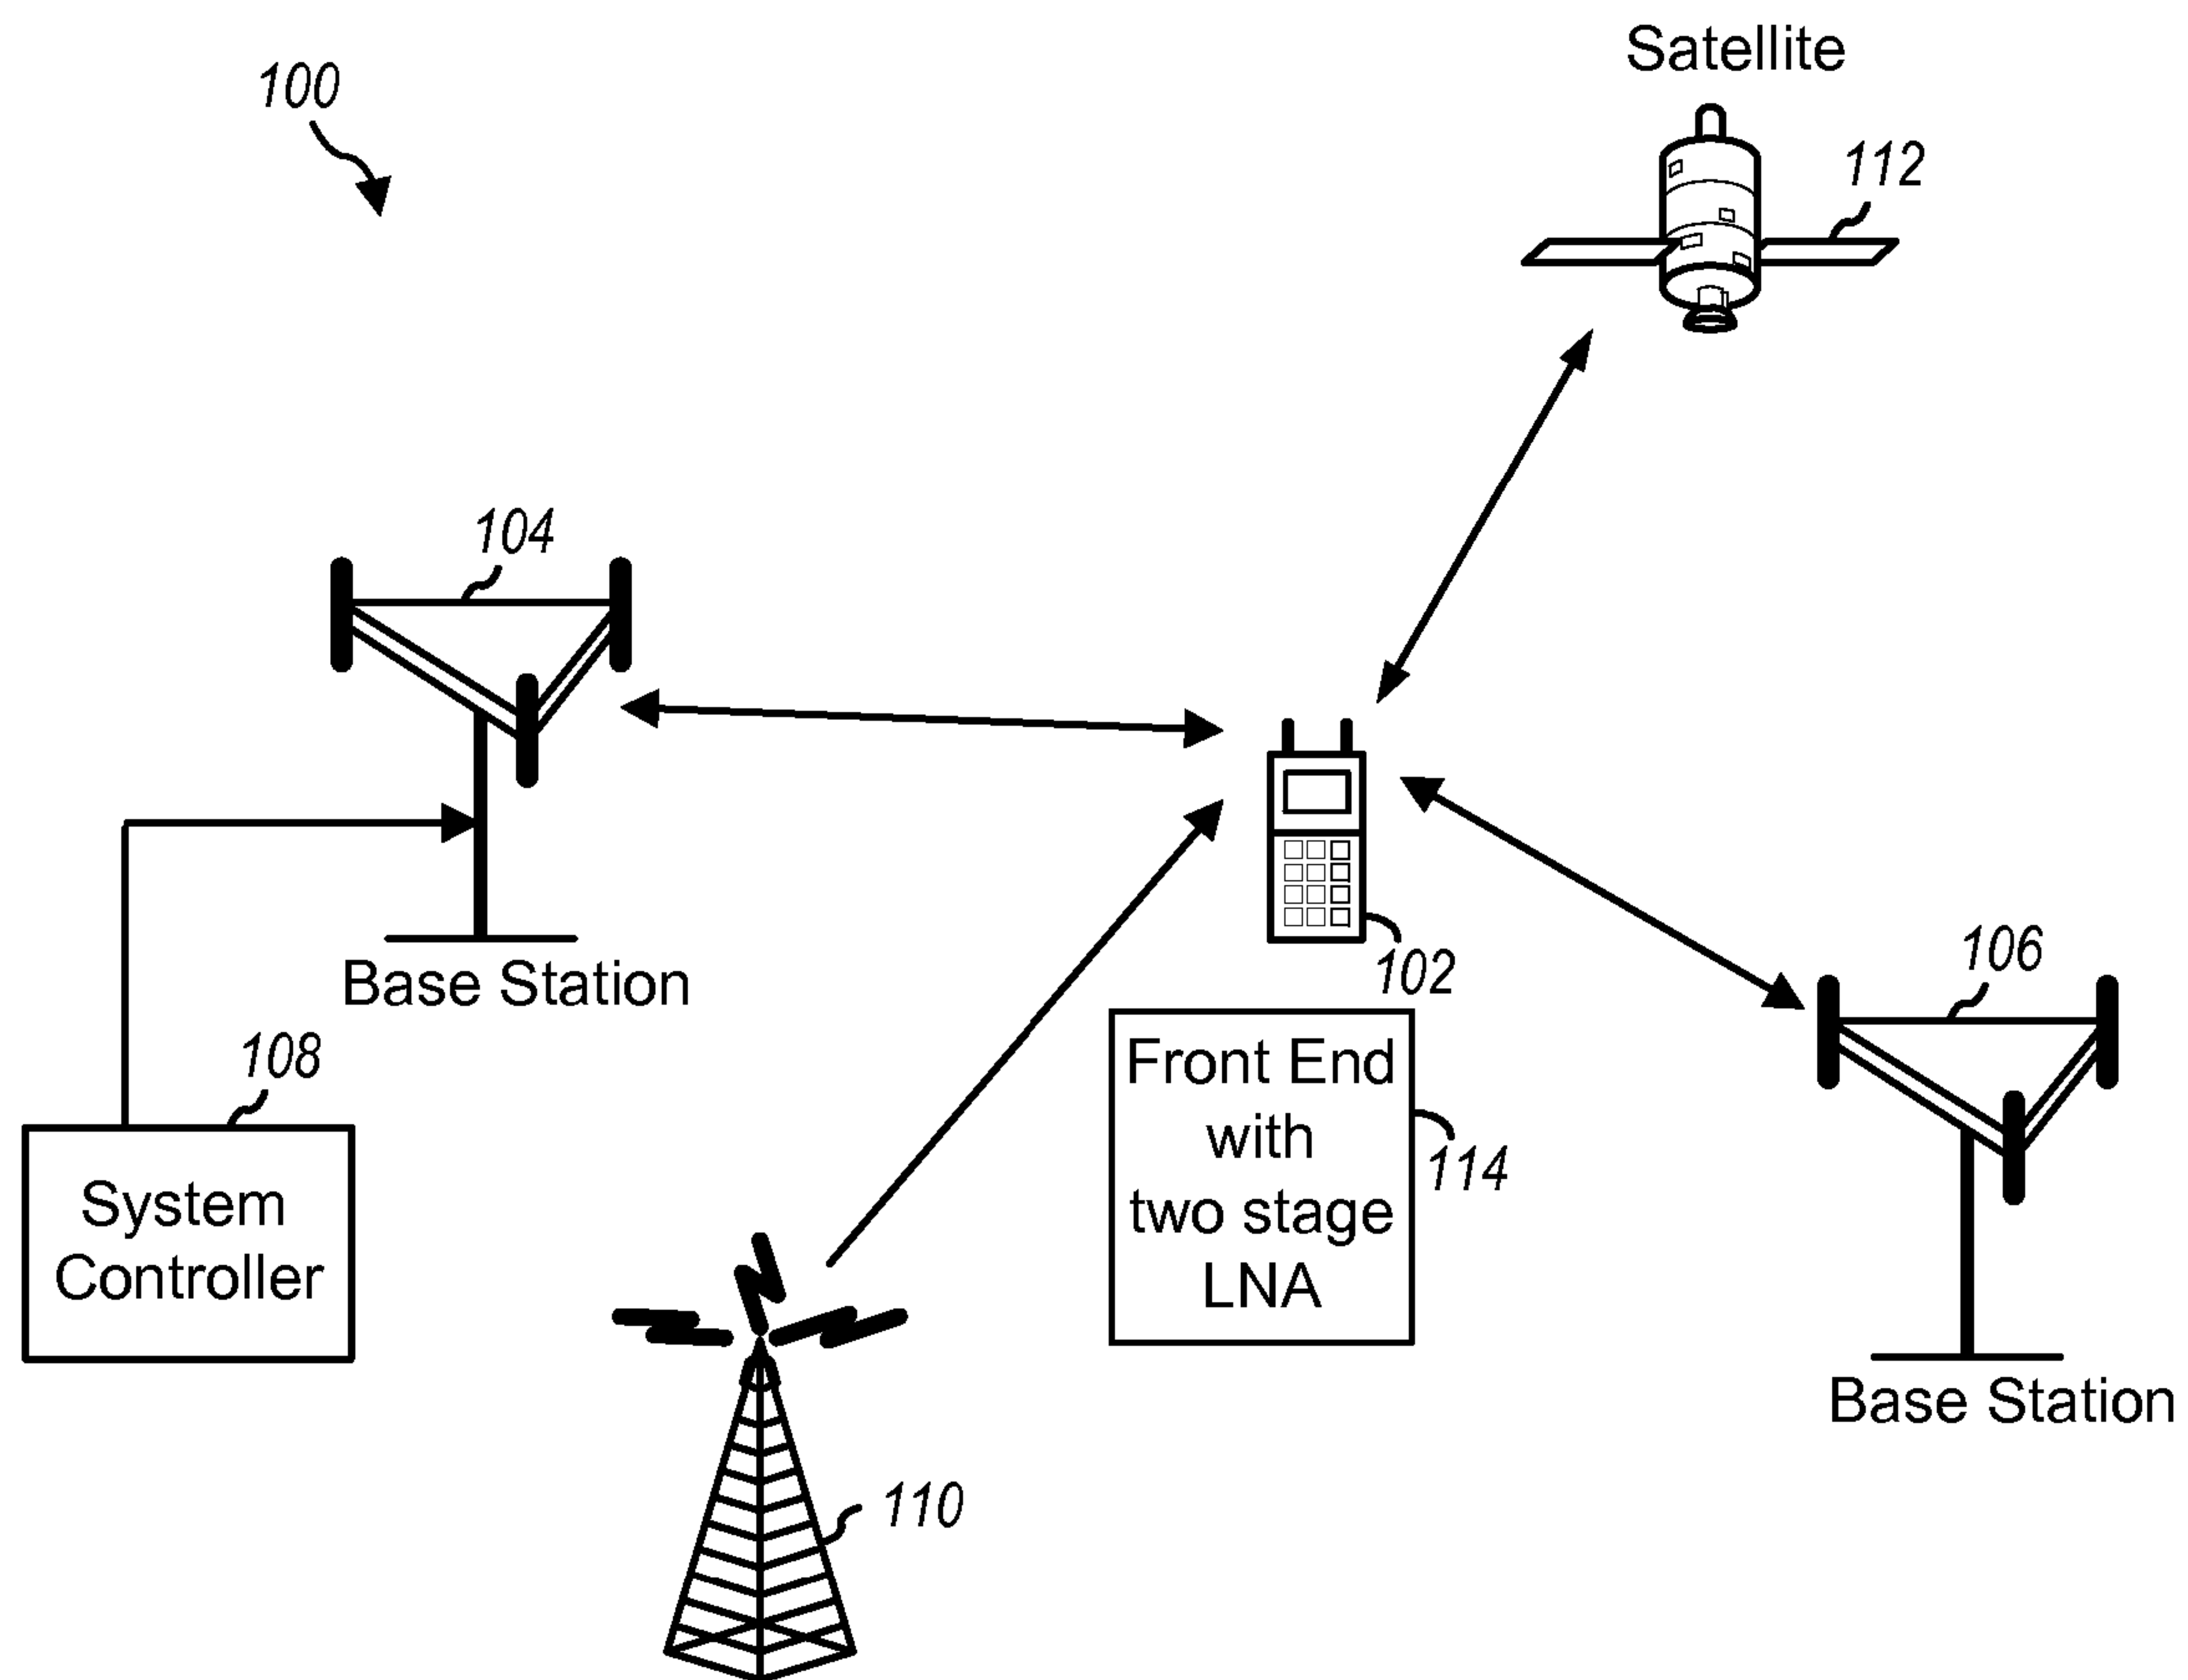 Satellite
100
112
104
102
106
Base Station
108
Front End
with
two stage
LNA
114
System
Controller
110
Base Station